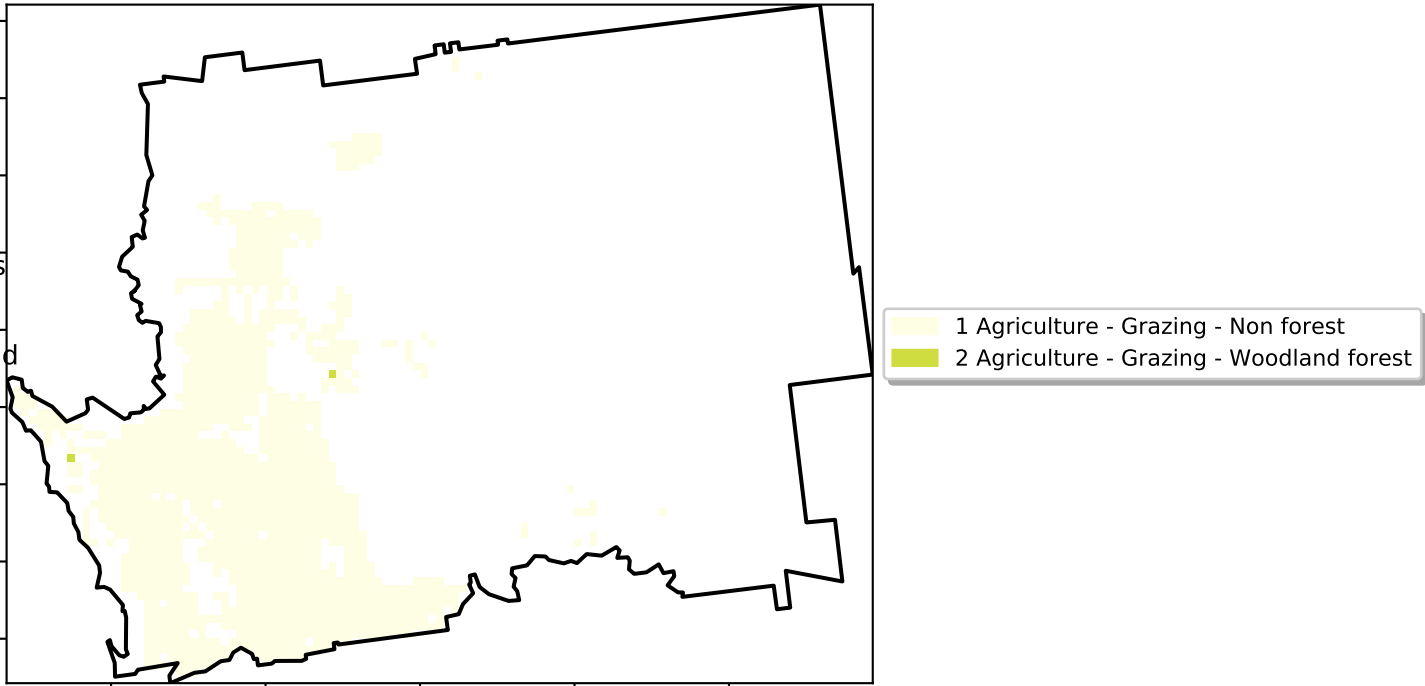 s
d
1 Agriculture - Grazing - Non forest
2 Agriculture - Grazing - Woodland forest